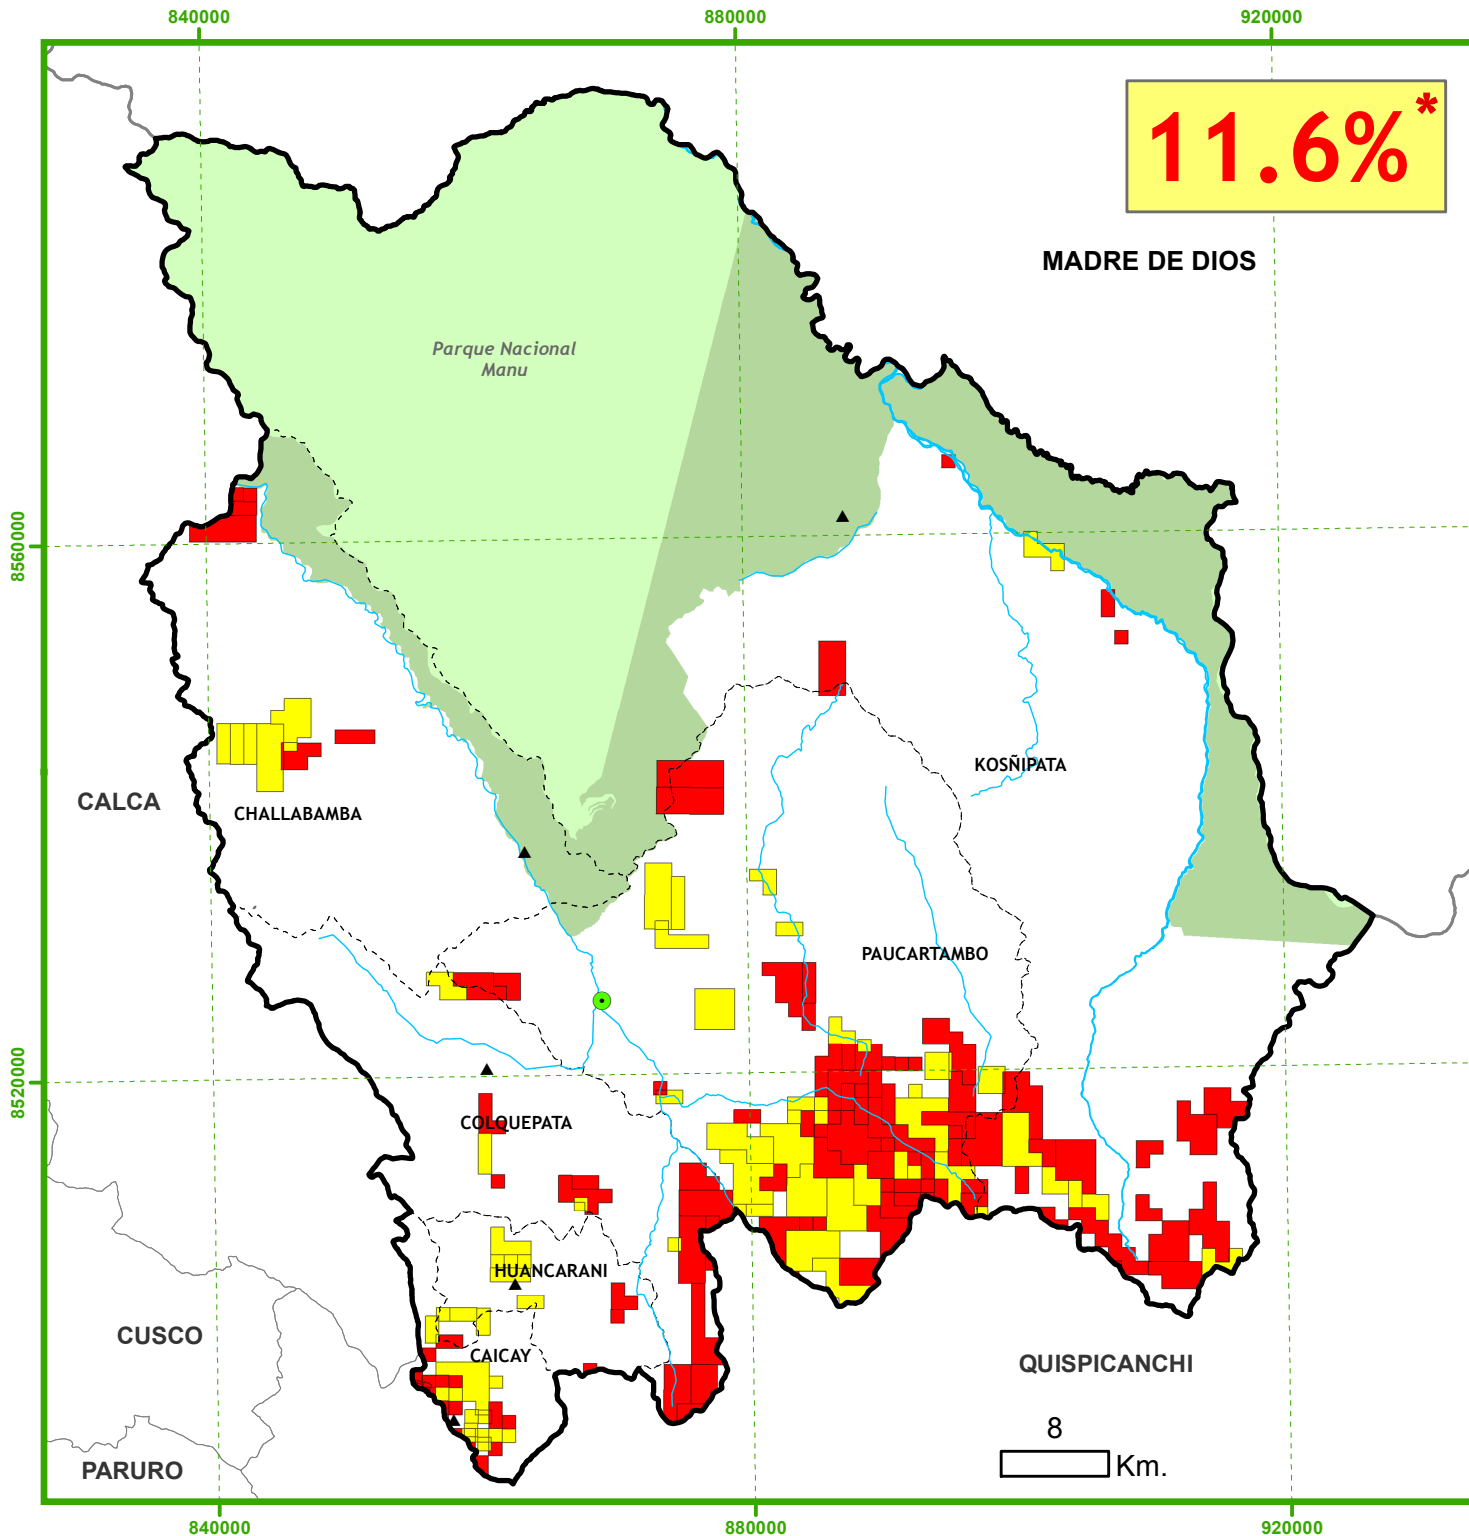 840000
880000
920000
11.6%*
MADRE DE DIOS
Parque Nacional
Manu
8560000
KOSÑIPATA
CALCA
CHALLABAMBA
PAUCARTAMBO
8520000
COLQUEPATA
HUANCARANI
CUSCO
CAICAY
QUISPICANCHI
8
Km.
PARURO
840000
880000
920000